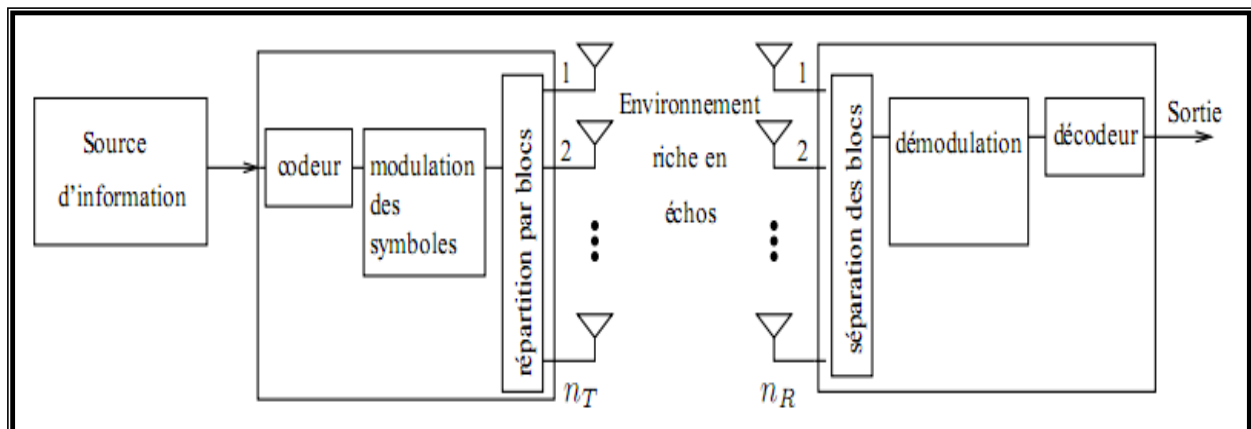 Source
d'information
codeur
modulation
des
symboles
répartition par blocs
1
2
n_T
Environnement
riche en
échos
1
2
n_R
séparation des blocs
démodulation
décodeur
Sortie